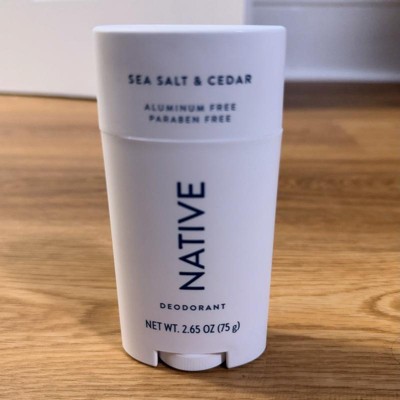 SEA SALT & CEDAR
ALUMINUM FREE
PARABEN FREE
NATIVE
DEODORANT
NET WT. 2.65 OZ (75 g)